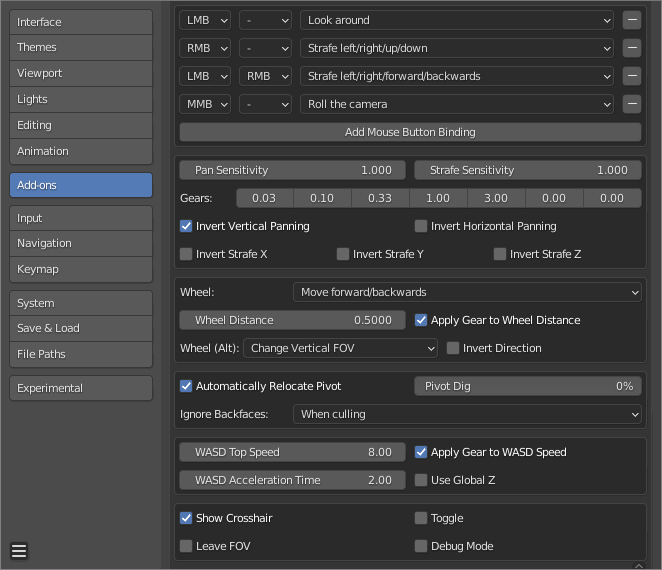 Interface
Themes
Viewport
Lights
Editing
Animation
Add-ons
Input
Navigation
Keymap
System
Save & Load
File Paths
Experimental
LMB - Look around
RMB - Strafe left/right/up/down
LMB RMB Strafe left/right/forward/backwards
MMB - Roll the camera
Add Mouse Button Binding
Pan Sensitivity 1.000 Strafe Sensitivity 1.000
Gears: 0.03 0.10 0.33 1.00 3.00 0.00 0.00
Invert Vertical Panning Invert Horizontal Panning
Invert Strafe X Invert Strafe Y Invert Strafe Z
Wheel: Move forward/backwards
Wheel Distance 0.5000 Apply Gear to Wheel Distance
Wheel (Alt): Change Vertical FOV Invert Direction
Automatically Relocate Pivot Pivot Dig 0%
Ignore Backfaces: When culling
WASD Top Speed 8.00 Apply Gear to WASD Speed
WASD Acceleration Time 2.00 Use Global Z
Show Crosshair Toggle
Leave FOV Debug Mode